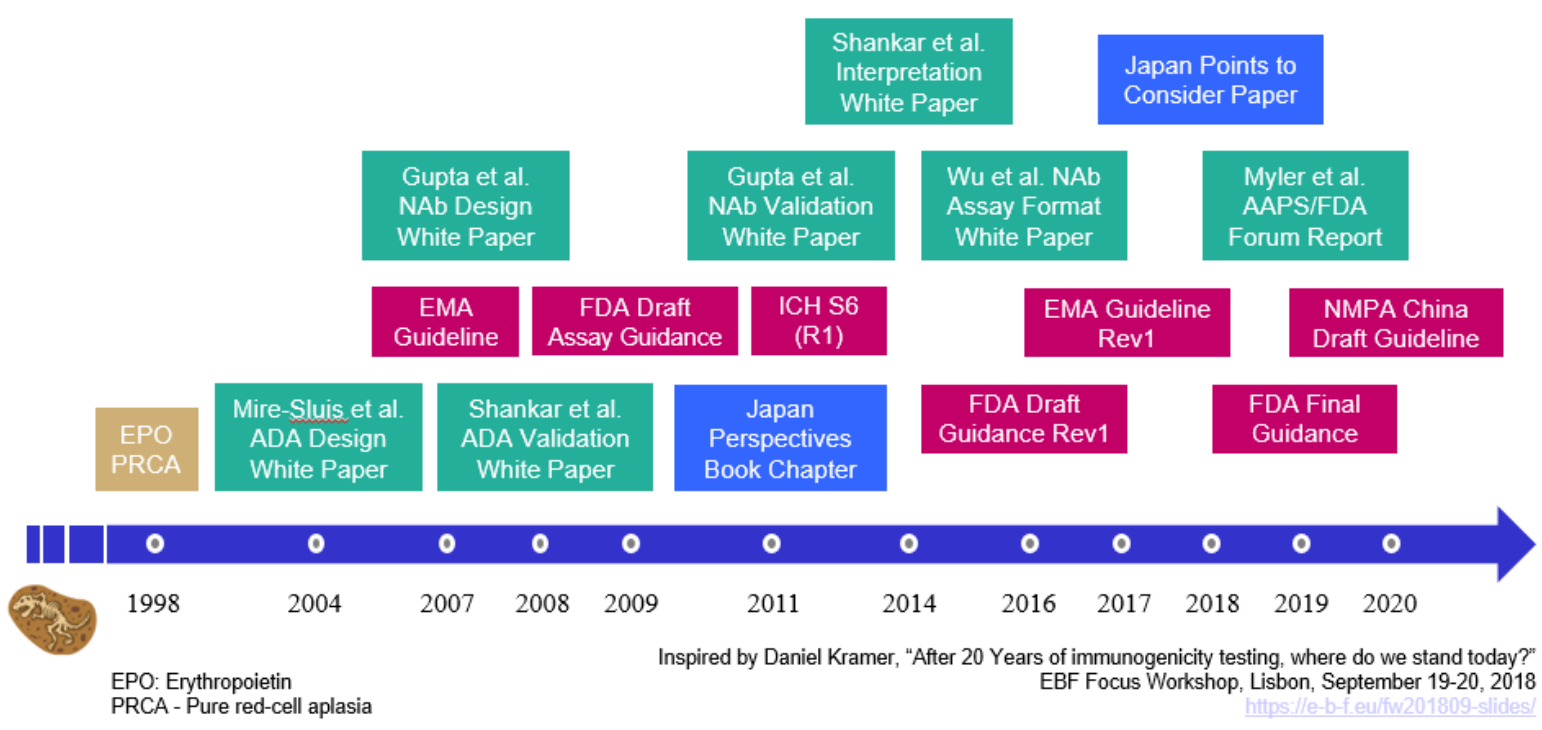 Shankar et al.
Interpretation
White Paper
Japan Points to
Consider Paper
Gupta et al.
NAb Design
White Paper
Gupta et al.
NAb Validation
White Paper
Wu et al. NAb
Assay Format
White Paper
Myler et al.
AAPS/FDA
Forum Report
EMA
Guideline
FDA Draft
Assay Guidance
ICH S6
(R1)
EMA Guideline
Rev1
NMPA China
Draft Guideline
EPO
PRCA
Mire-Sluis et al.
ADA Design
White Paper
Shankar et al.
ADA Validation
White Paper
Japan
Perspectives
Book Chapter
FDA Draft
Guidance Rev1
FDA Final
Guidance
1998 2004 2007 2008 2009 2011 2014 2016 2017 2018 2019 2020
Inspired by Daniel Kramer, “After 20 Years of immunogenicity testing, where do we stand today?”
EBF Focus Workshop, Lisbon, September 19-20, 2018
https://e-b-f.eu/fw201809-slides/
EPO: Erythropoietin
PRCA - Pure red-cell aplasia